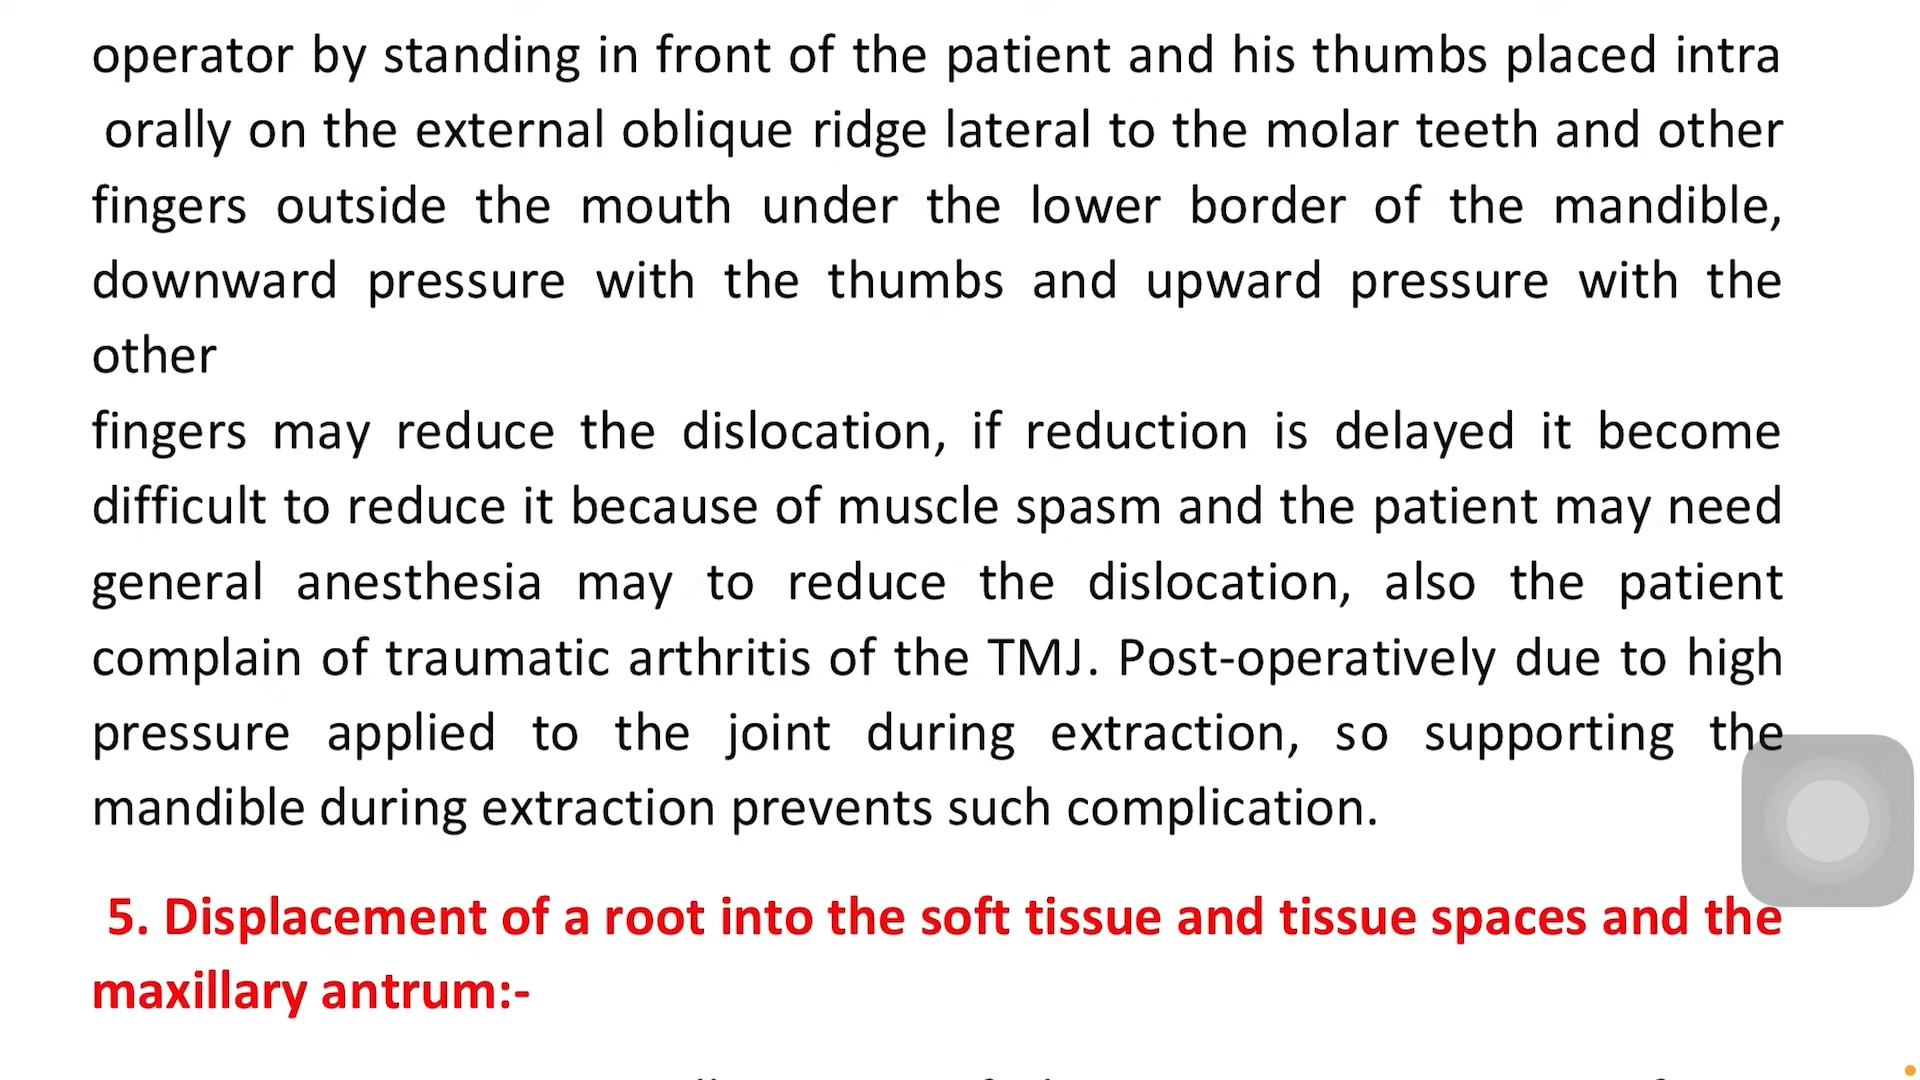 operator by standing in front of the patient and his thumbs placed intra
orally on the external oblique ridge lateral to the molar teeth and other
fingers outside the mouth under the lower border of the mandible,
downward pressure with the thumbs and upward pressure with the
other
fingers may reduce the dislocation, if reduction is delayed it become
difficult to reduce it because of muscle spasm and the patient may need
general anesthesia may to reduce the dislocation, also the patient
complain of traumatic arthritis of the TMJ. Post-operatively due to high
pressure applied to the joint during extraction, so supporting the
mandible during extraction prevents such complication.
5. Displacement of a root into the soft tissue and tissue spaces and the
maxillary antrum:-